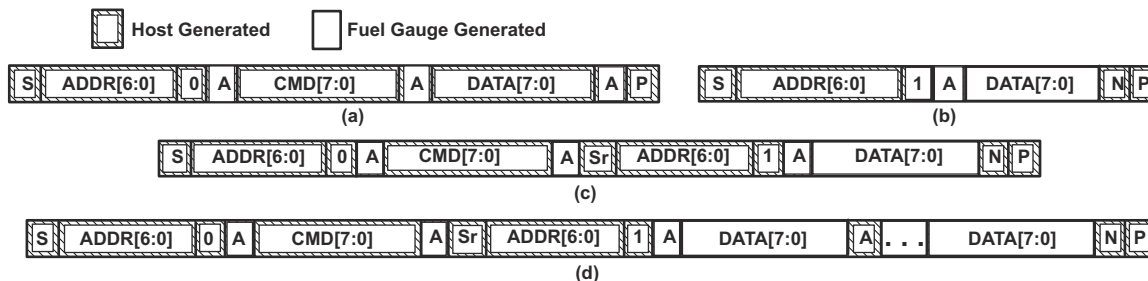 Host Generated Fuel Gauge Generated
S ADDR[6:0] 0 A CMD[7:0] A DATA[7:0] A P S ADDR[6:0] 1 A DATA[7:0] N P
(a) (b)
S ADDR[6:0] 0 A CMD[7:0] A Sr ADDR[6:0] 1 A DATA[7:0] N P
(c)
S ADDR[6:0] 0 A CMD[7:0] A Sr ADDR[6:0] 1 A DATA[7:0] A . . . DATA[7:0] N P
(d)